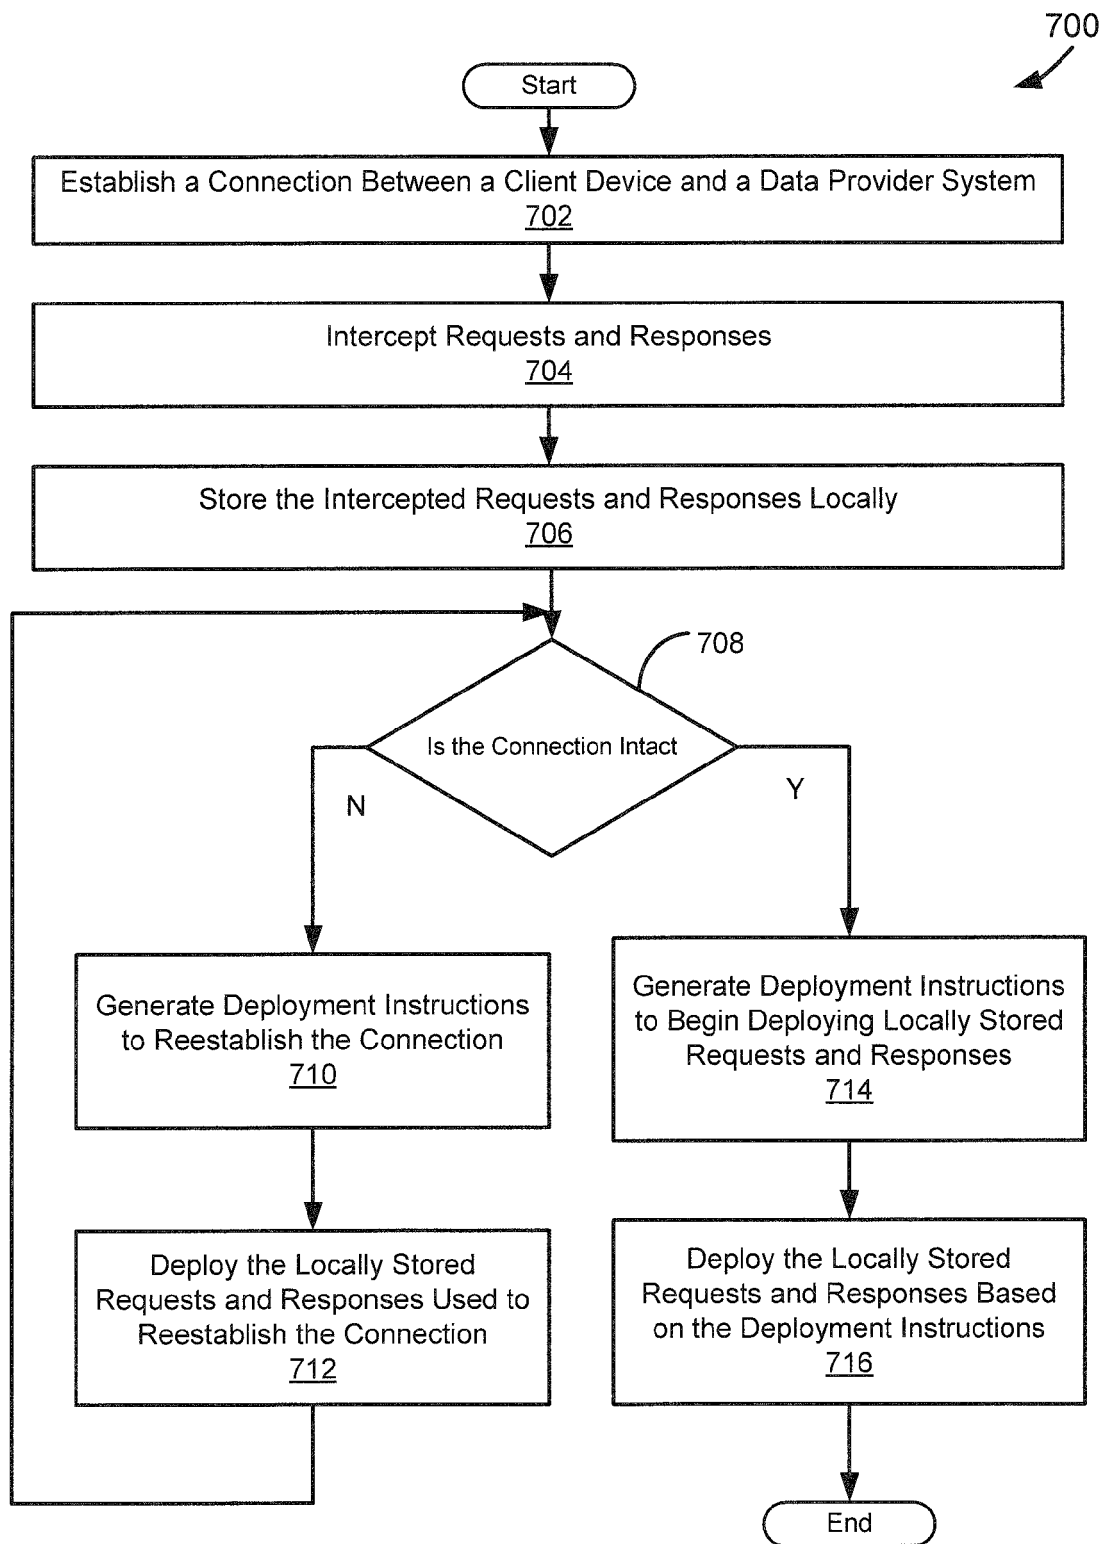 700
Start
Establish a Connection Between a Client Device and a Data Provider System
702
Intercept Requests and Responses
704
Store the Intercepted Requests and Responses Locally
706
708
Is the Connection Intact
N
Y
Generate Deployment Instructions
to Reestablish the Connection
710
Generate Deployment Instructions
to Begin Deploying Locally Stored
Requests and Responses
714
Deploy the Locally Stored
Requests and Responses Used to
Reestablish the Connection
712
Deploy the Locally Stored
Requests and Responses Based
on the Deployment Instructions
716
End